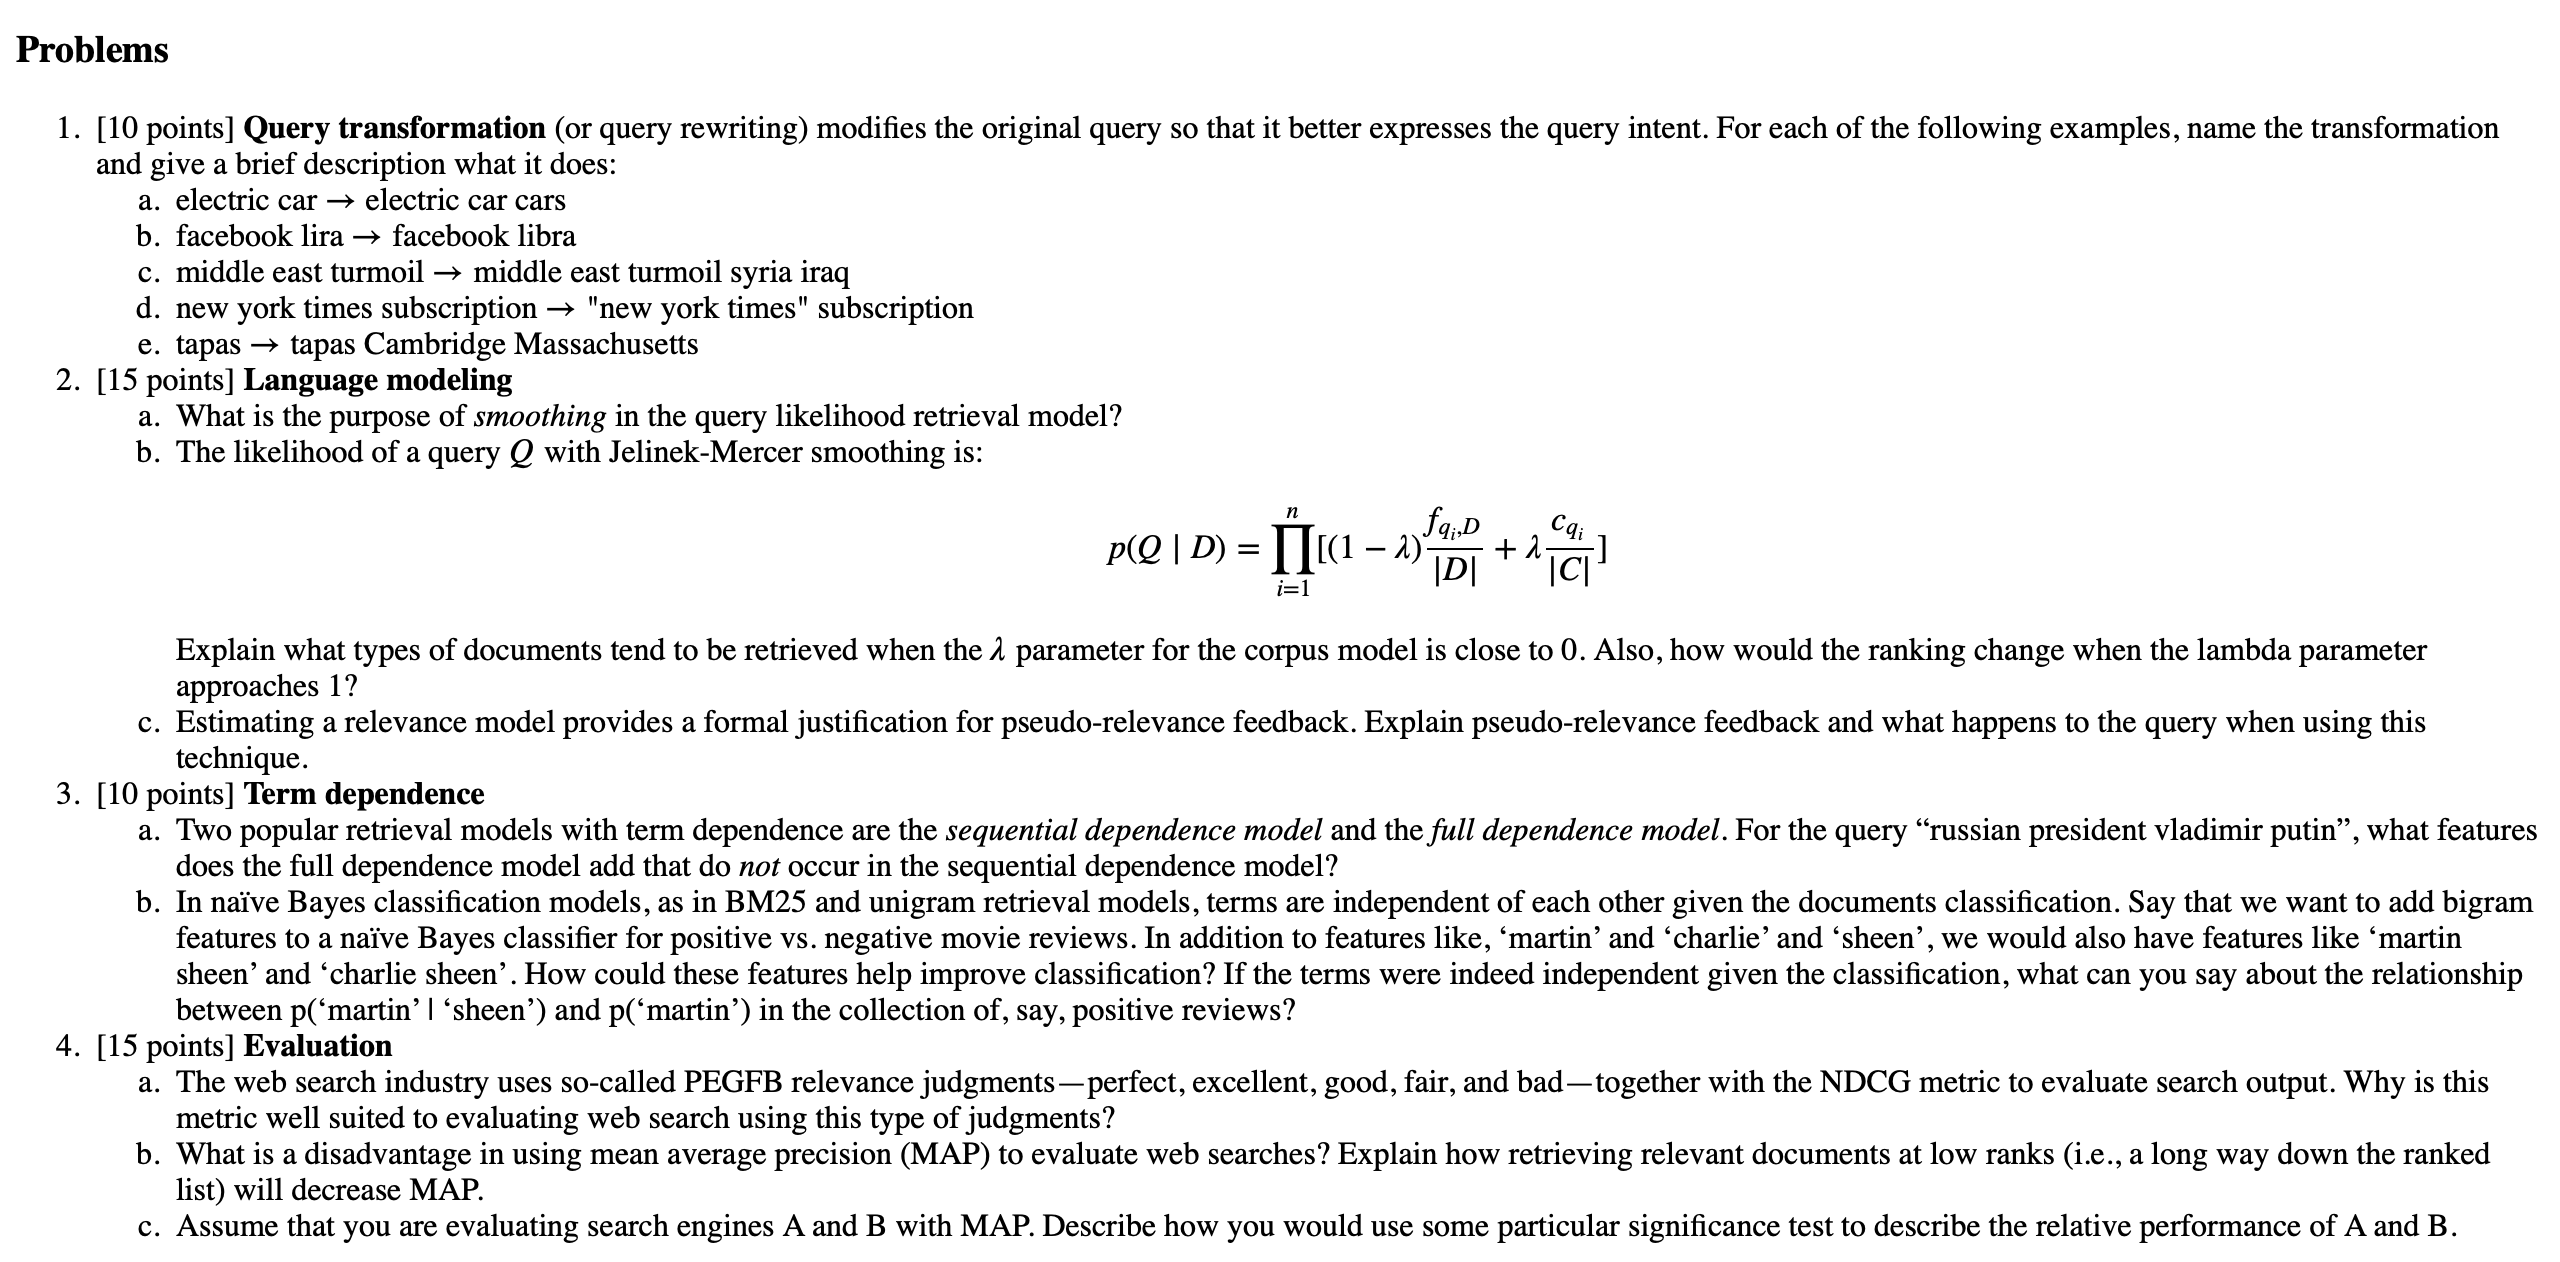 Problems
1. [10 points] Query transformation (or query rewriting) modifies the original query so that it better expresses the query intent. For each of the following examples, name the transformation
and give a brief description what it does:
a. electric car → electric car cars
b. facebook lira → facebook libra
c. middle east turmoil → middle east turmoil syria iraq
d. new york times subscription → "new york times" subscription
e. tapas → tapas Cambridge Massachusetts
2. [15 points] Language modeling
a. What is the purpose of smoothing in the query likelihood retrieval model?
b. The likelihood of a query Q with Jelinek-Mercer smoothing is:
p(Q | D) = ∏_{i=1}^{n} [(1 − λ) f_{q_i,D} / |D| + λ c_{q_i} / |C|]
Explain what types of documents tend to be retrieved when the λ parameter for the corpus model is close to 0. Also, how would the ranking change when the lambda parameter
approaches 1?
c. Estimating a relevance model provides a formal justification for pseudo-relevance feedback. Explain pseudo-relevance feedback and what happens to the query when using this
technique.
3. [10 points] Term dependence
a. Two popular retrieval models with term dependence are the sequential dependence model and the full dependence model. For the query “russian president vladimir putin”, what features
does the full dependence model add that do not occur in the sequential dependence model?
b. In naïve Bayes classification models, as in BM25 and unigram retrieval models, terms are independent of each other given the documents classification. Say that we want to add bigram
features to a naïve Bayes classifier for positive vs. negative movie reviews. In addition to features like, ‘martin’ and ‘charlie’ and ‘sheen’, we would also have features like ‘martin
sheen’ and ‘charlie sheen’. How could these features help improve classification? If the terms were indeed independent given the classification, what can you say about the relationship
between p(‘martin’ | ‘sheen’) and p(‘martin’) in the collection of, say, positive reviews?
4. [15 points] Evaluation
a. The web search industry uses so-called PEGFB relevance judgments—perfect, excellent, good, fair, and bad—together with the NDCG metric to evaluate search output. Why is this
metric well suited to evaluating web search using this type of judgments?
b. What is a disadvantage in using mean average precision (MAP) to evaluate web searches? Explain how retrieving relevant documents at low ranks (i.e., a long way down the ranked
list) will decrease MAP.
c. Assume that you are evaluating search engines A and B with MAP. Describe how you would use some particular significance test to describe the relative performance of A and B.